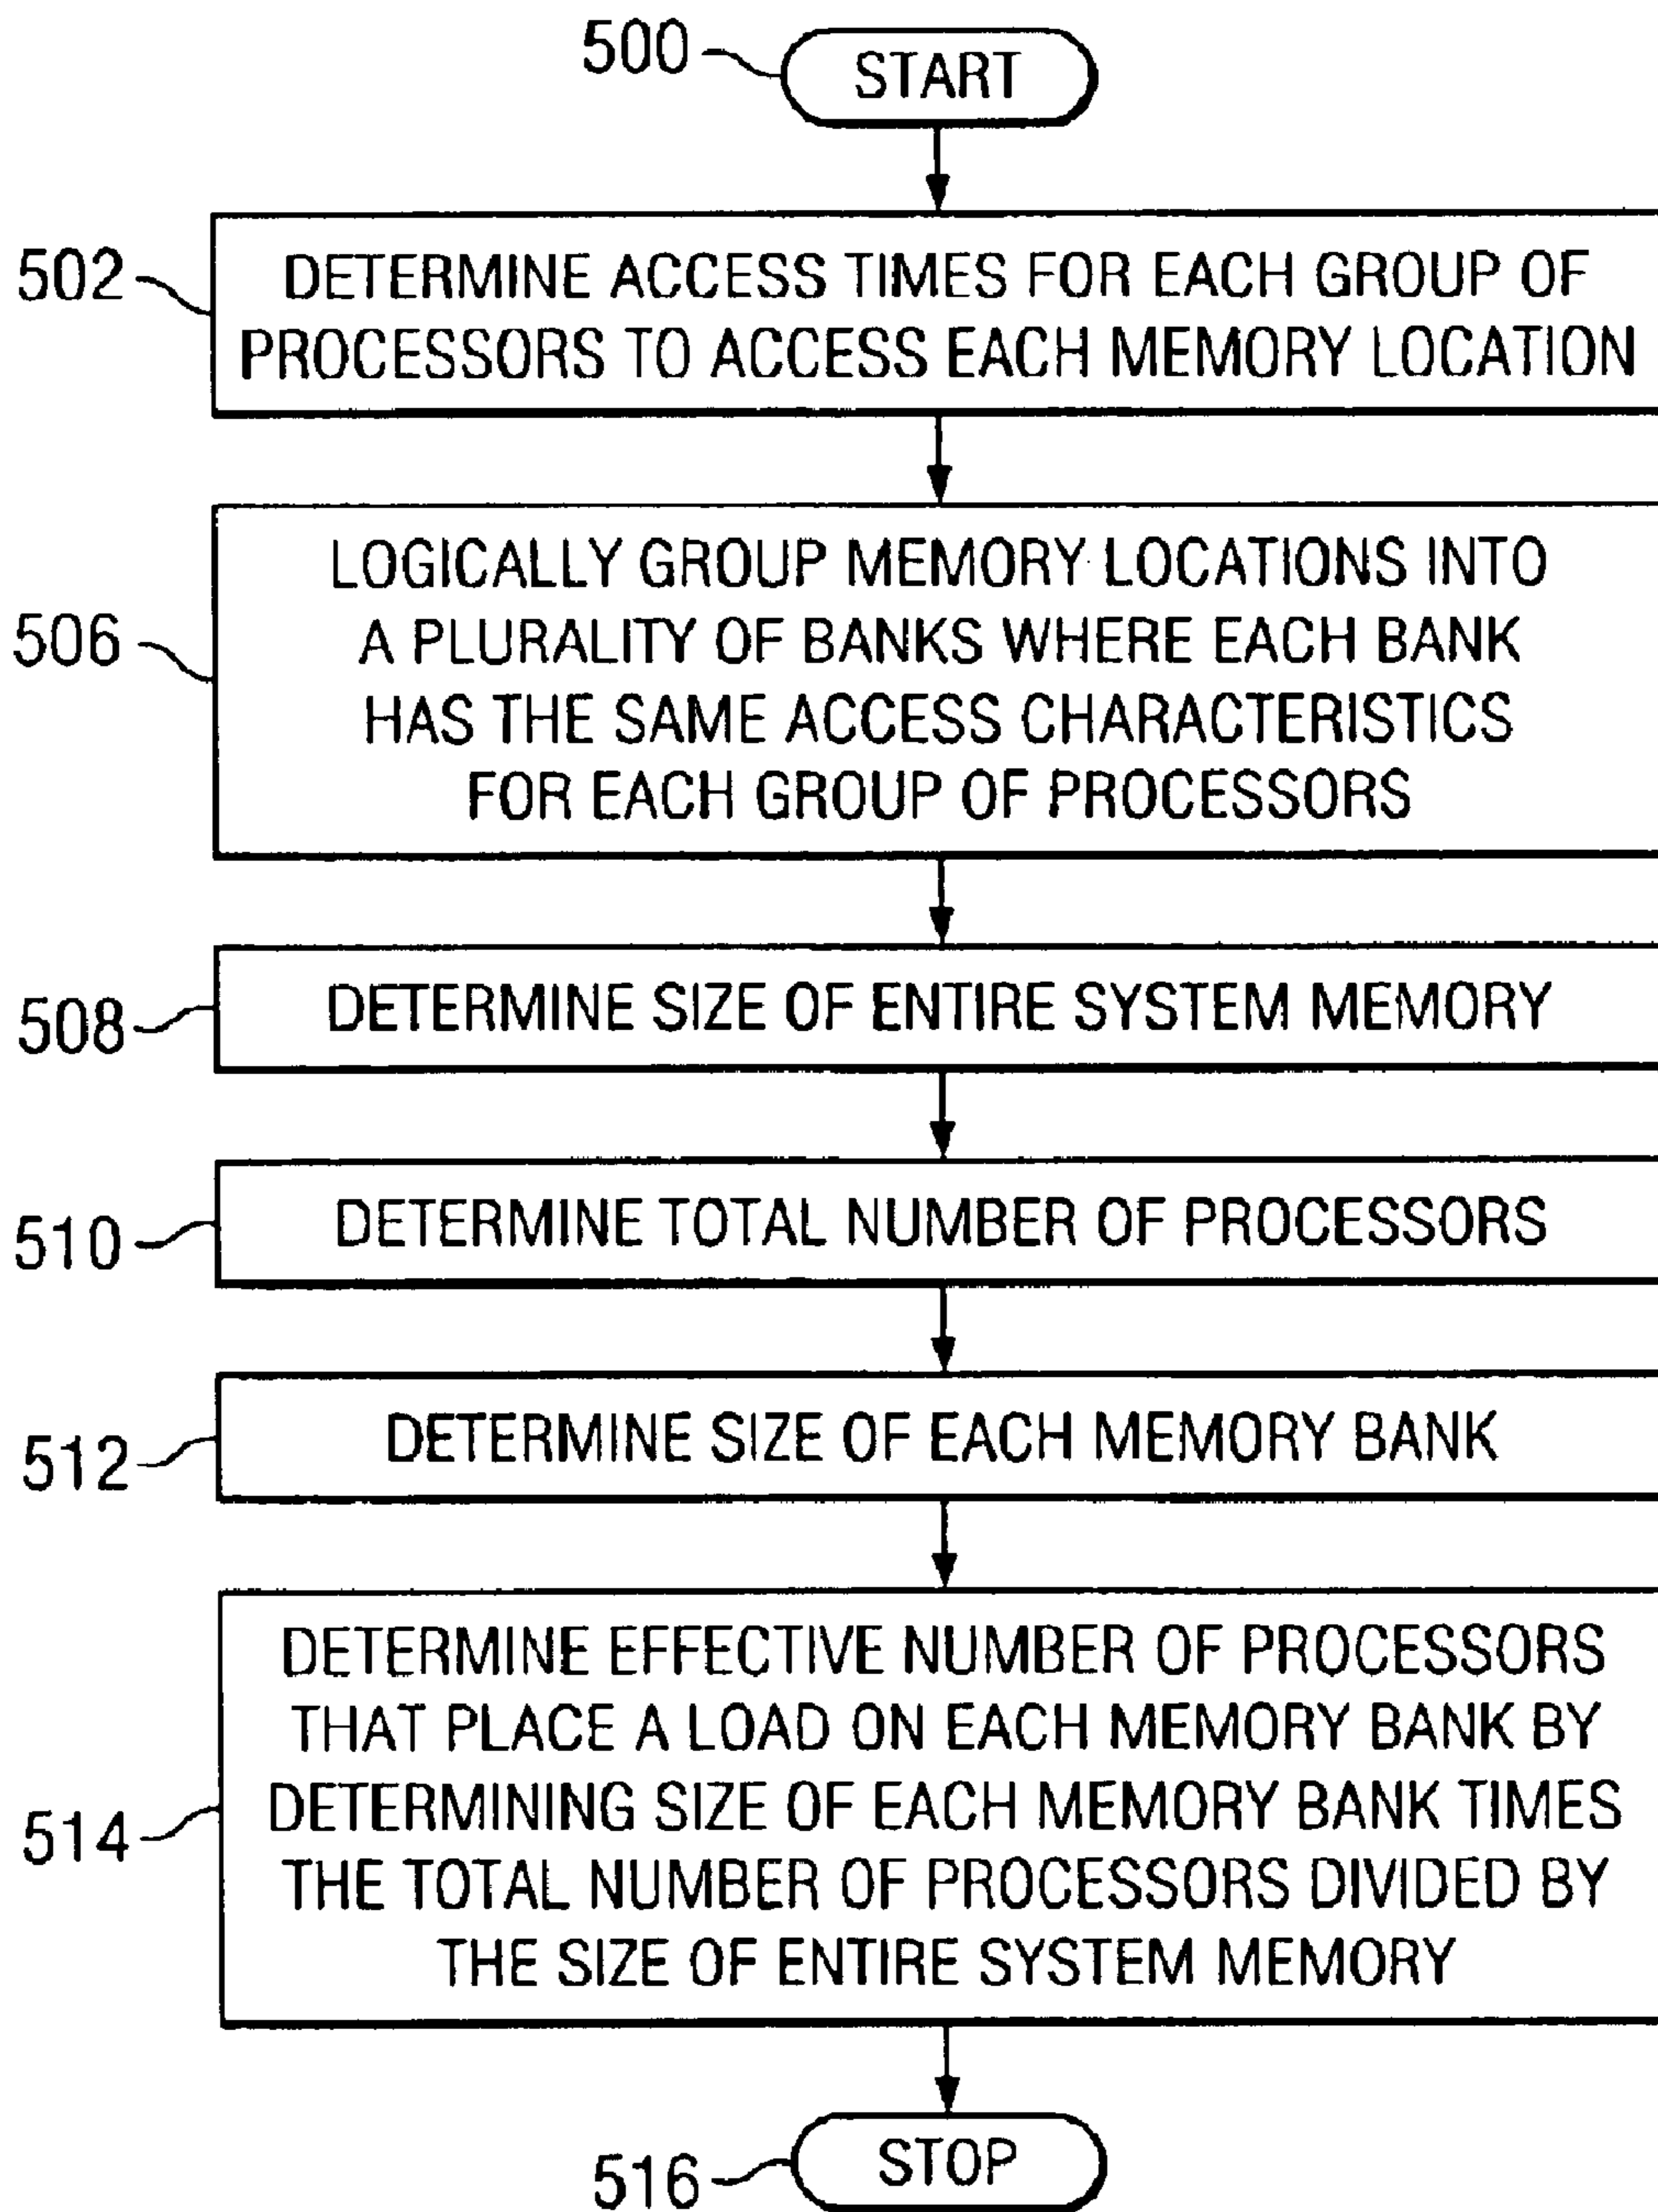 500
START
502
DETERMINE ACCESS TIMES FOR EACH GROUP OF
PROCESSORS TO ACCESS EACH MEMORY LOCATION
506
LOGICALLY GROUP MEMORY LOCATIONS INTO
A PLURALITY OF BANKS WHERE EACH BANK
HAS THE SAME ACCESS CHARACTERISTICS
FOR EACH GROUP OF PROCESSORS
508
DETERMINE SIZE OF ENTIRE SYSTEM MEMORY
510
DETERMINE TOTAL NUMBER OF PROCESSORS
512
DETERMINE SIZE OF EACH MEMORY BANK
514
DETERMINE EFFECTIVE NUMBER OF PROCESSORS
THAT PLACE A LOAD ON EACH MEMORY BANK BY
DETERMINING SIZE OF EACH MEMORY BANK TIMES
THE TOTAL NUMBER OF PROCESSORS DIVIDED BY
THE SIZE OF ENTIRE SYSTEM MEMORY
516
STOP